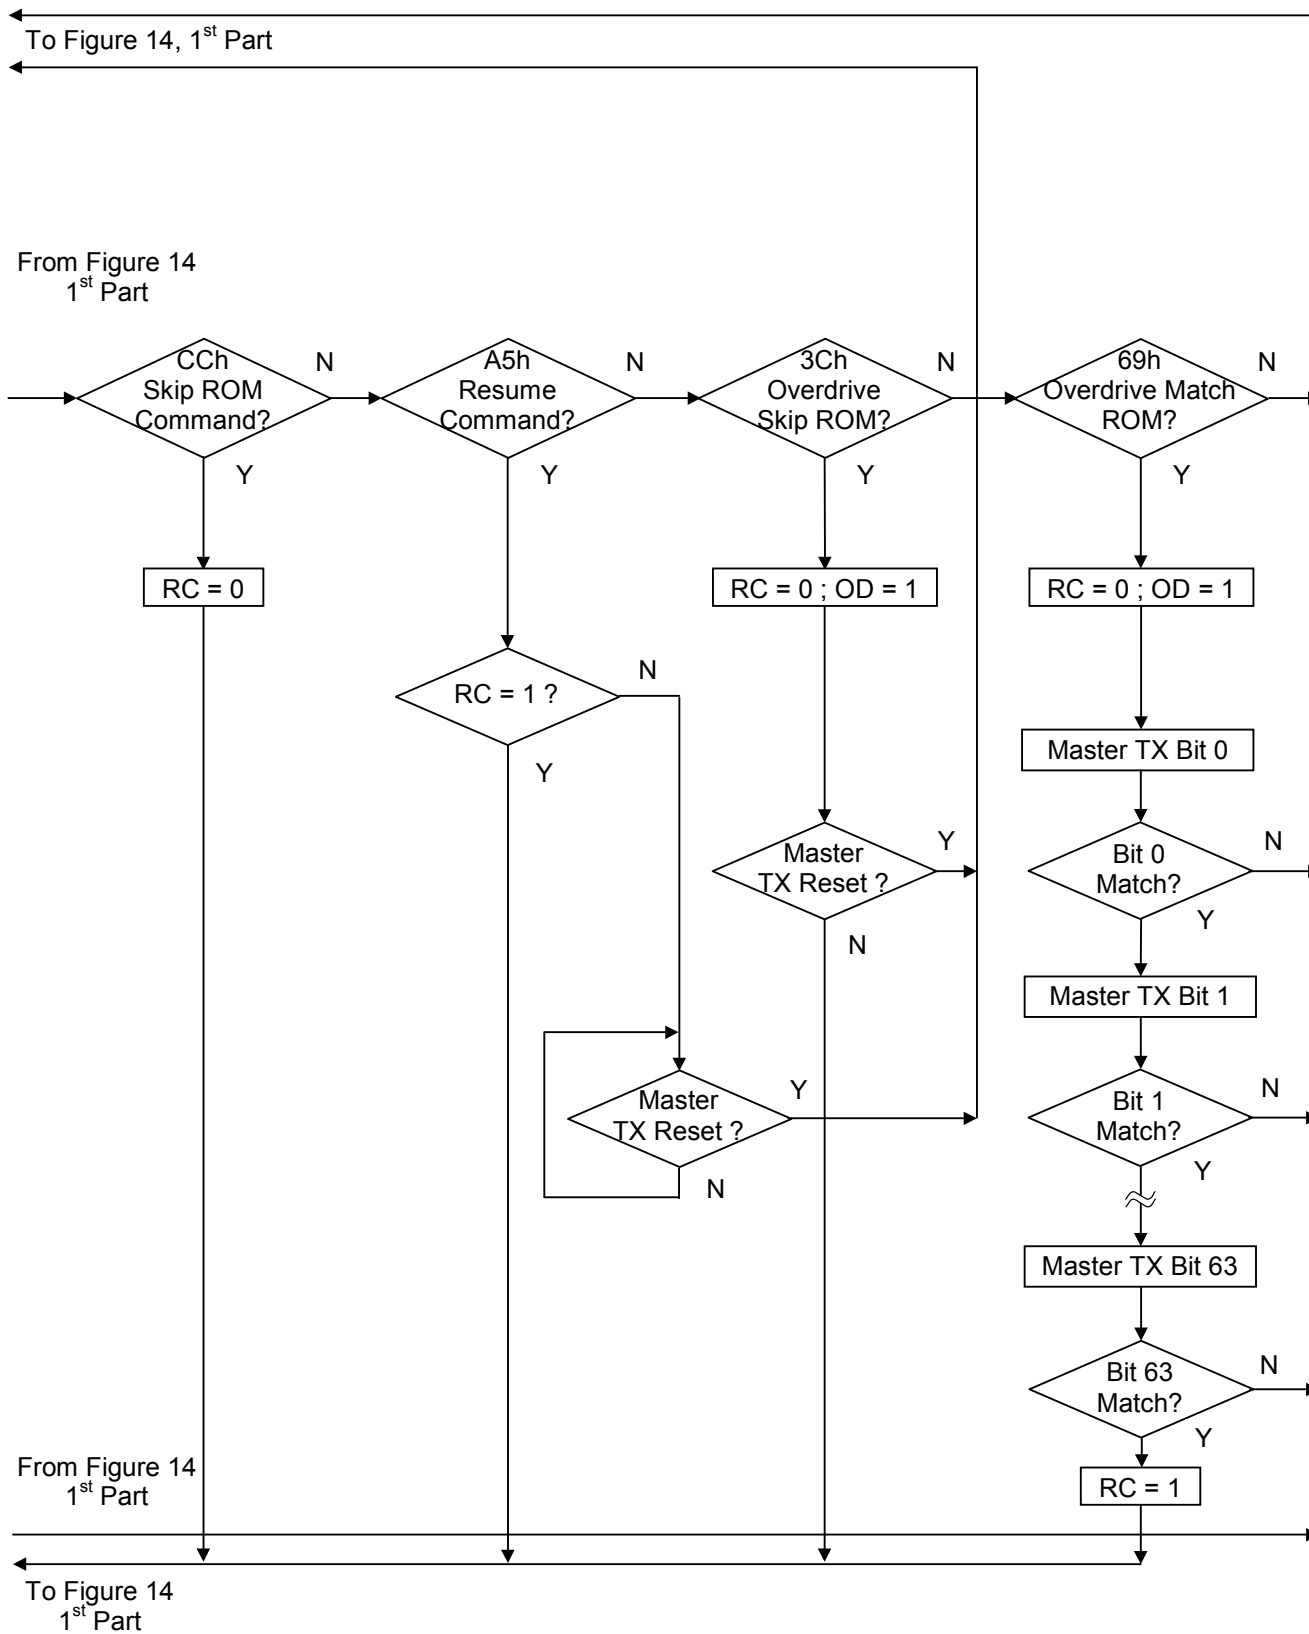 To Figure 14, 1st Part
From Figure 14
1st Part
CCh
Skip ROM
Command?
N
Y
A5h
Resume
Command?
N
Y
3Ch
Overdrive
Skip ROM?
N
Y
69h
Overdrive Match
ROM?
N
Y
RC = 0
RC = 0 ; OD = 1
RC = 0 ; OD = 1
RC = 1 ?
N
Y
Master TX Bit 0
Master
TX Reset ?
Y
N
Bit 0
Match?
N
Y
Master TX Bit 1
Master
TX Reset ?
Y
N
Bit 1
Match?
N
Y
Master TX Bit 63
Bit 63
Match?
N
Y
RC = 1
From Figure 14
1st Part
To Figure 14
1st Part